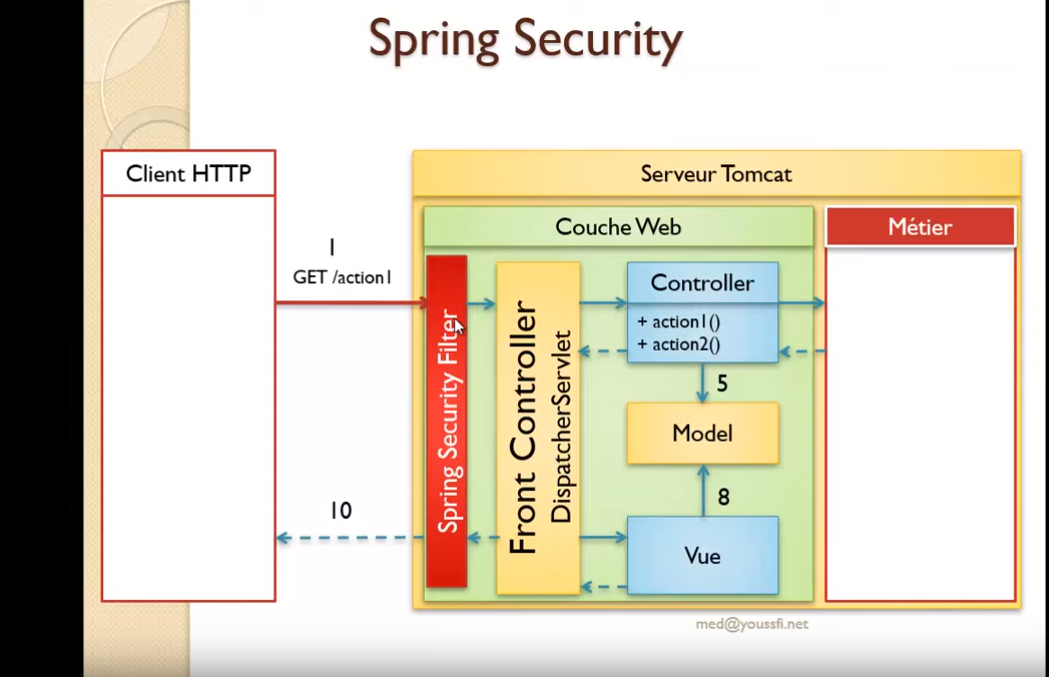 Spring Security
Client HTTP
Serveur Tomcat
Couche Web
Métier
1
GET /action1
Spring Security Filter
Front Controller
DispatcherServlet
Controller
+ action1()
+ action2()
5
Model
8
10
Vue
med@youssfi.net